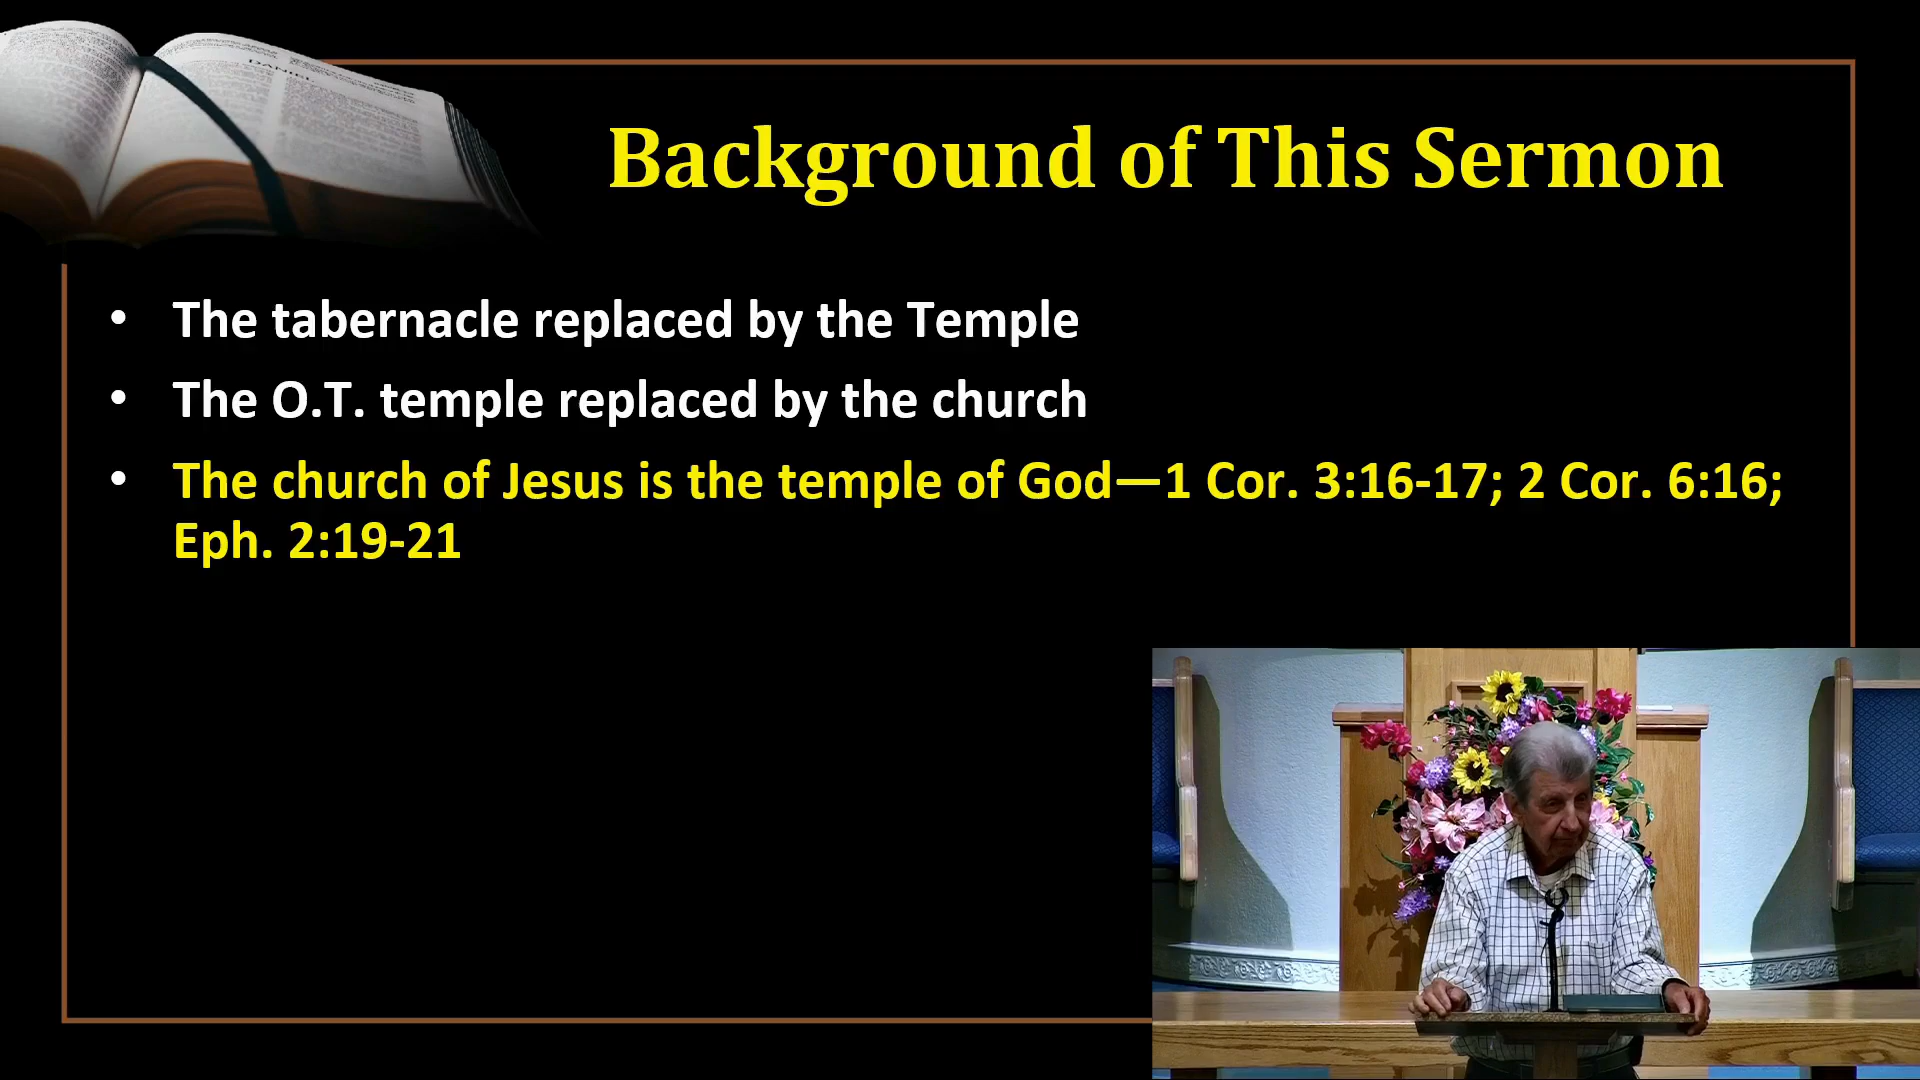 DANIEL
Background of This Sermon
• The tabernacle replaced by the Temple
• The O.T. temple replaced by the church
• The church of Jesus is the temple of God—1 Cor. 3:16-17; 2 Cor. 6:16;
Eph. 2:19-21